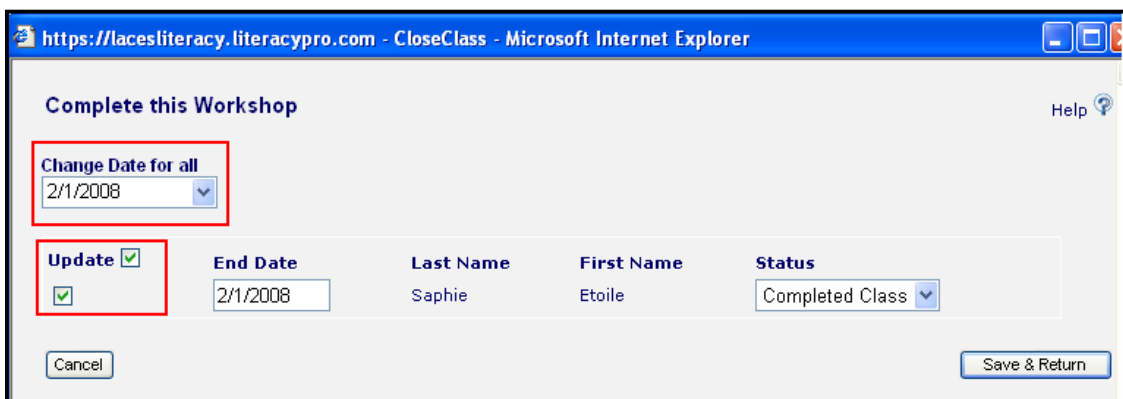 https://lacesliteracy.literacypro.com - CloseClass - Microsoft Internet Explorer
Complete this Workshop
Help
Change Date for all
2/1/2008
Update End Date Last Name First Name Status
2/1/2008 Saphie Etoile Completed Class
Cancel Save & Return